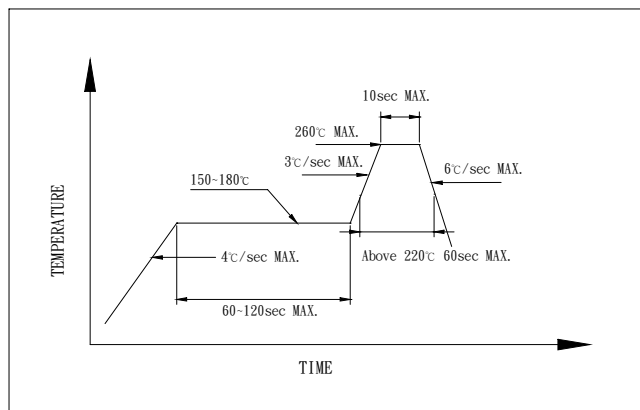 10sec MAX.
260℃ MAX.
3℃/sec MAX.
6℃/sec MAX.
150~180℃
TEMPERATURE
4℃/sec MAX.
Above 220℃ 60sec MAX.
60~120sec MAX.
TIME